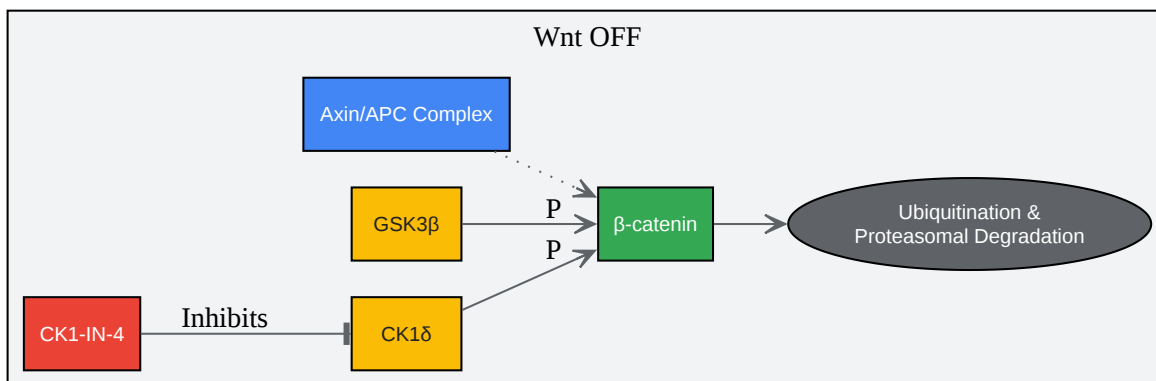 Wnt OFF
Axin/APC Complex
GSK3β
P
β-catenin
Ubiquitination &
Proteasomal Degradation
P
CK1-IN-4
Inhibits
CK1δ